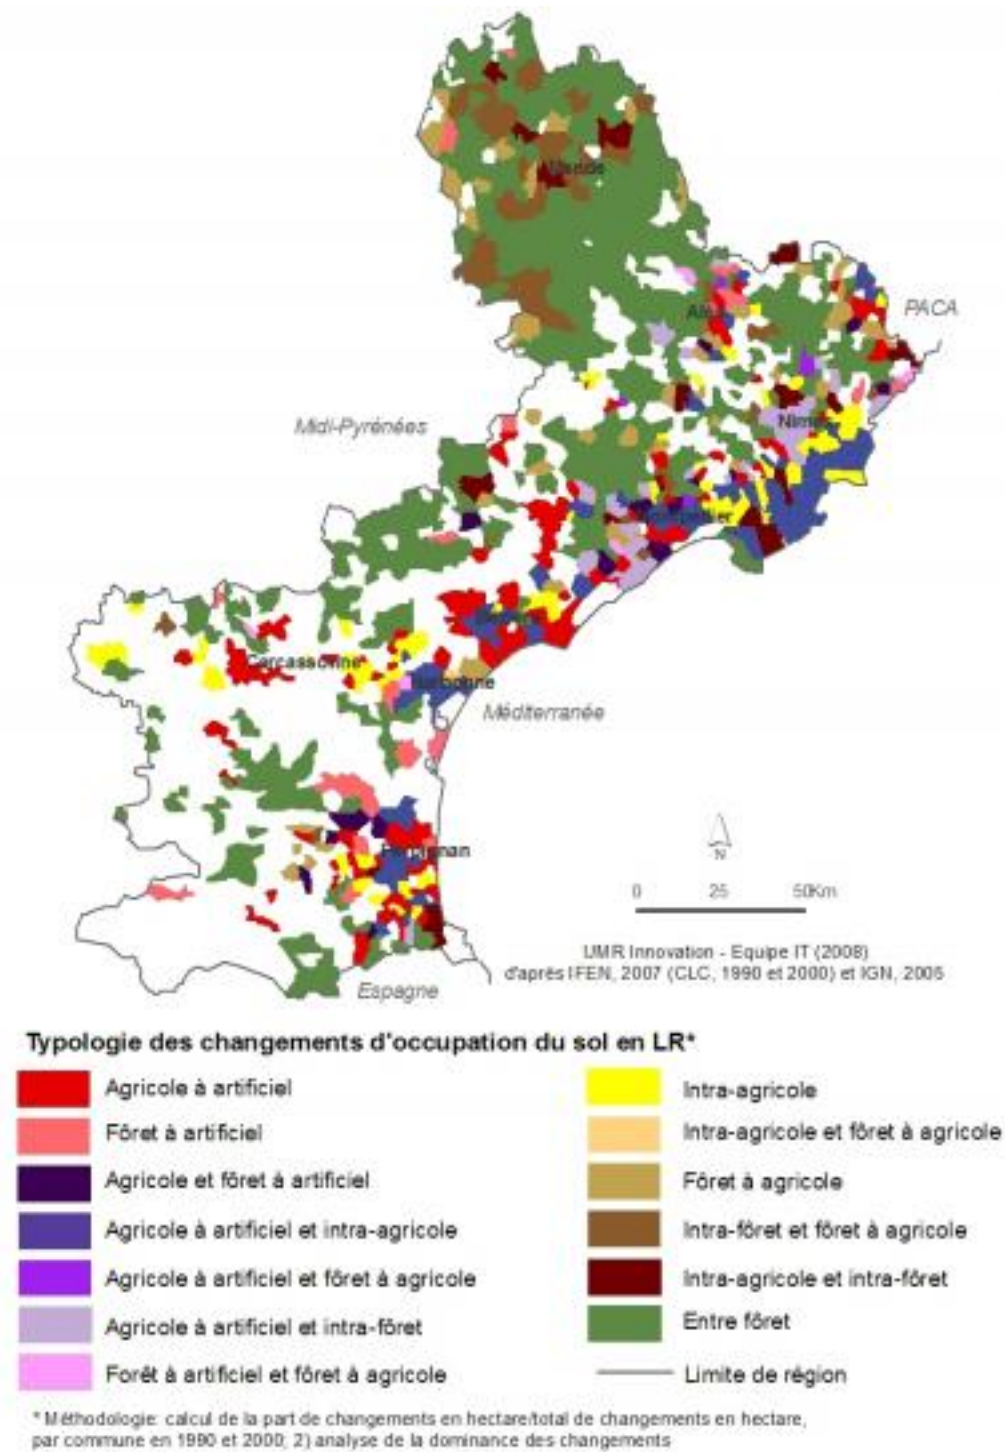 Mende
PACA
Alès
Midi-Pyrénées
Nîmes
Montpellier
Béziers
Carcassonne
Narbonne
Méditerranée
Perpignan
N
0 25 50Km
UMR Innovation - Equipe IT (2008)
d'après IFEN, 2007 (CLC, 1990 et 2000) et IGN, 2005
Espagne
Typologie des changements d'occupation du sol en LR*
Agricole à artificiel
Fôret à artificiel
Agricole et fôret à artificiel
Agricole à artificiel et intra-agricole
Agricole à artificiel et fôret à agricole
Agricole à artificiel et intra-fôret
Forêt à artificiel et fôret à agricole
Intra-agricole
Intra-agricole et fôret à agricole
Fôret à agricole
Intra-fôret et fôret à agricole
Intra-agricole et intra-fôret
Entre fôret
Limite de région
* Méthodologie: calcul de la part de changements en hectare/total de changements en hectare,
par commune en 1990 et 2000; 2) analyse de la dominance des changements